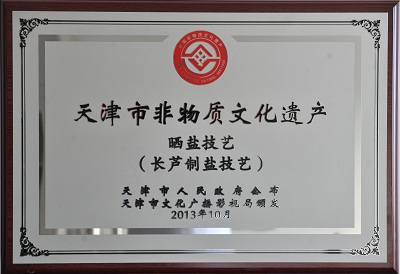 天津市非物质文化遗产
晒盐技艺
（长芦制盐技艺）
天津市人民政府公布
天津市文化广播影视局颁发
2013年10月